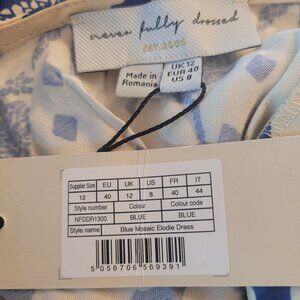 never fully dressed
EST. 2009
Made in
Romania
UK 12
EUR 40
US 8
Supplier Size EU UK US FR IT
12 40 12 8 40 44
Style number Colour Colour code
NFDDR1300 BLUE BLUE
Style name Blue Mosaic Elodie Dress
5 056706 569391